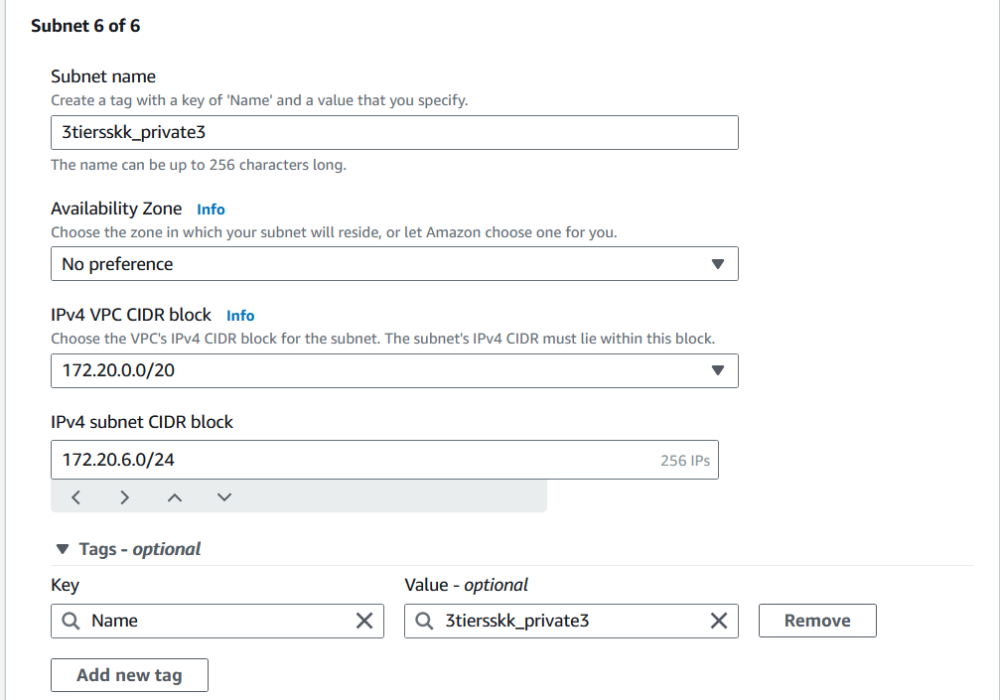 Subnet 6 of 6
Subnet name
Create a tag with a key of 'Name' and a value that you specify.
3tiersskk_private3
The name can be up to 256 characters long.
Availability Zone Info
Choose the zone in which your subnet will reside, or let Amazon choose one for you.
No preference
IPv4 VPC CIDR block Info
Choose the VPC's IPv4 CIDR block for the subnet. The subnet's IPv4 CIDR must lie within this block.
172.20.0.0/20
IPv4 subnet CIDR block
172.20.6.0/24 256 IPs
Tags - optional
Key Value - optional
Name 3tiersskk_private3 Remove
Add new tag